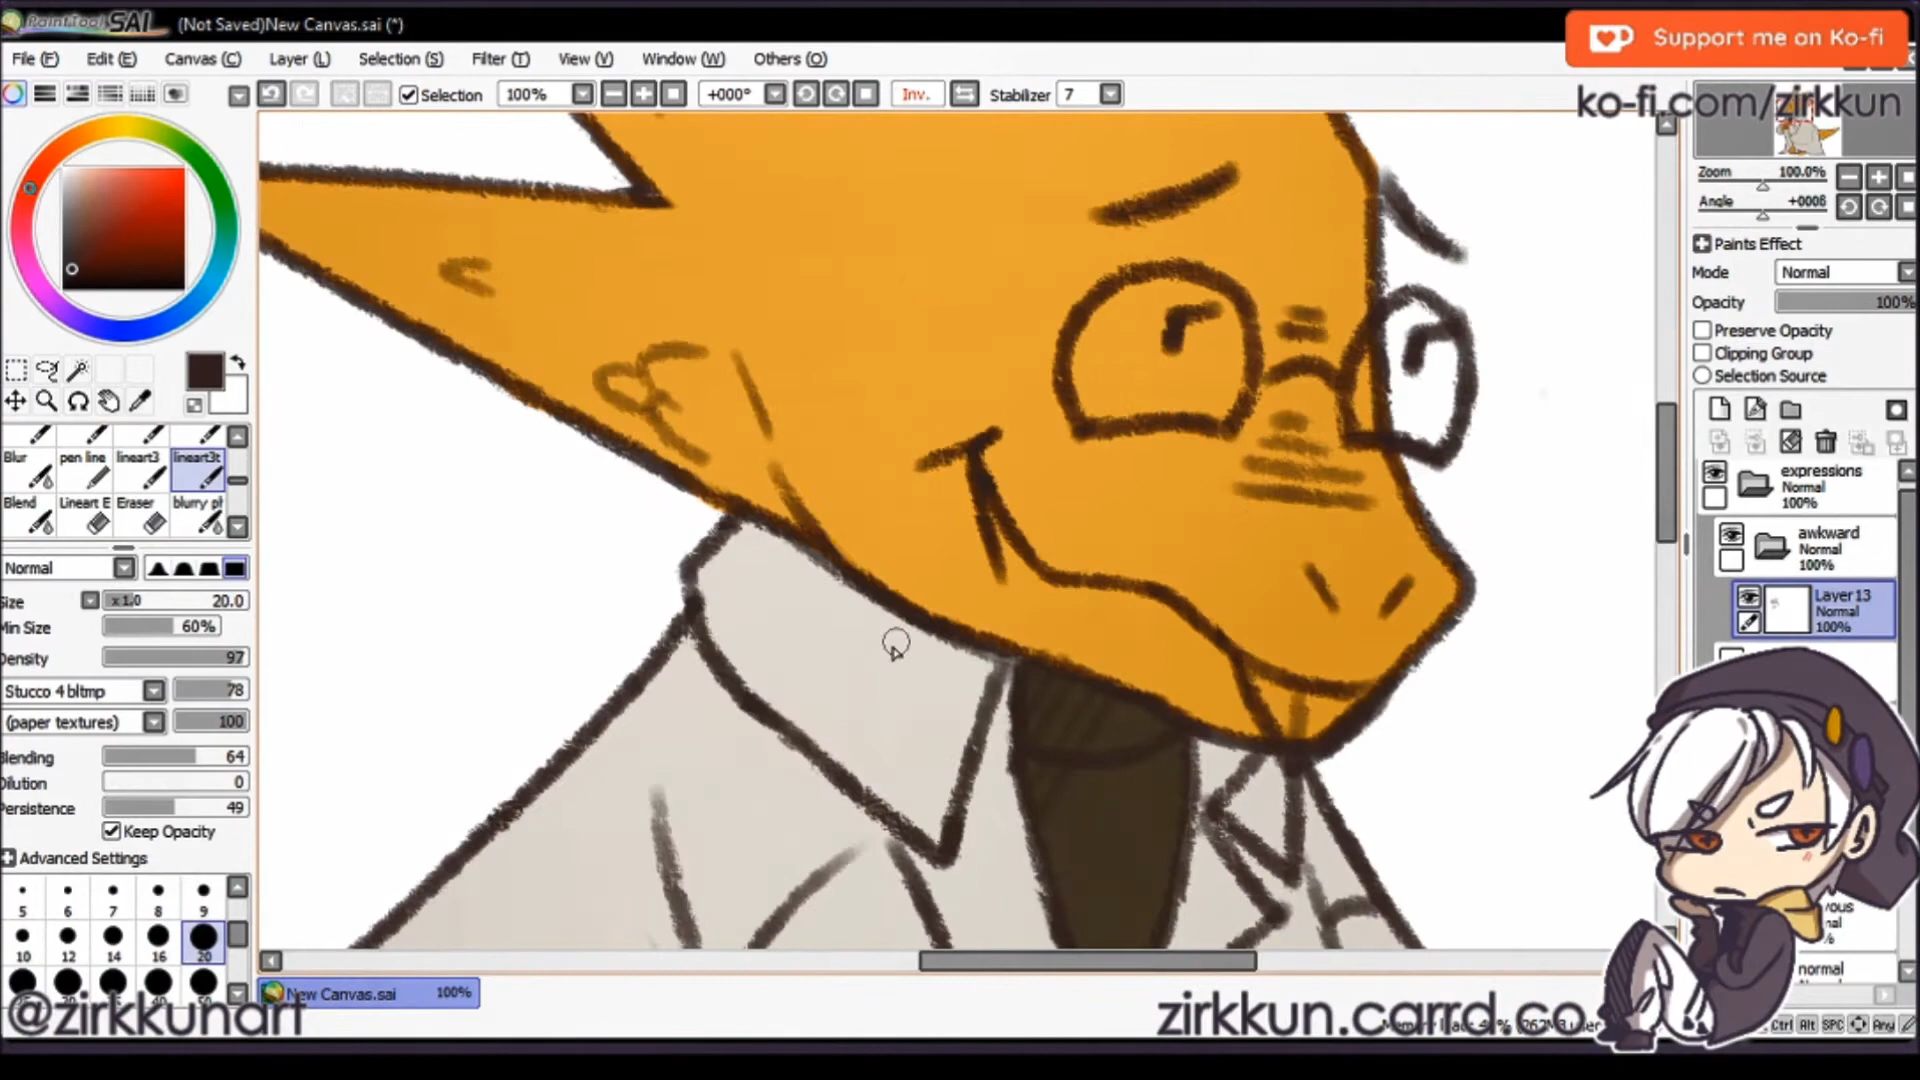 PaintTool SAI (Not Saved)New Canvas.sai (*)
Support me on Ko-fi
ko-fi.com/zirkkun
File (F) Edit (E) Canvas (C) Layer (L) Selection (S) Filter (T) View (V) Window (W) Others (O)
Selection 100% +000° Inv. Stabilizer 7
Zoom 100.0%
Angle
Paints Effect
Mode Normal
Opacity 100%
Preserve Opacity
Clipping Group
Selection Source
Blur pen line lineart3 lineart3t
Blend Lineart E Eraser blurry
expressions
Normal
100%
awkward
Normal
100%
Layer13
Normal
100%
normal
Normal
Size x1.0 20.0
Min Size 60%
Density 97
Stucco 4 bltmp 78
(paper textures) 100
Blending 64
Dilution 0
Persistence 49
Keep Opacity
Advanced Settings
5 6 7 8 9
10 12 14 16 20
New Canvas.sai 100%
@zirkkunart
zirkkun.carrd.co
Ctrl Alt SPC Any